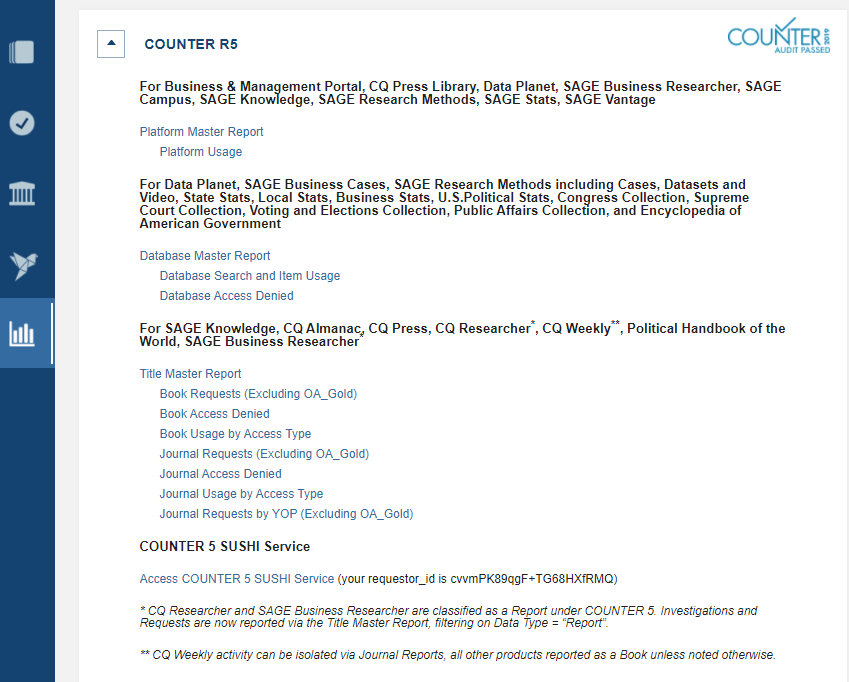 COUNTER R5
COUNTER 2019
AUDIT PASSED
For Business & Management Portal, CQ Press Library, Data Planet, SAGE Business Researcher, SAGE
Campus, SAGE Knowledge, SAGE Research Methods, SAGE Stats, SAGE Vantage
Platform Master Report
Platform Usage
For Data Planet, SAGE Business Cases, SAGE Research Methods including Cases, Datasets and
Video, State Stats, Local Stats, Business Stats, U.S.Political Stats, Congress Collection, Supreme
Court Collection, Voting and Elections Collection, Public Affairs Collection, and Encyclopedia of
American Government
Database Master Report
Database Search and Item Usage
Database Access Denied
For SAGE Knowledge, CQ Almanac, CQ Press, CQ Researcher*, CQ Weekly**, Political Handbook of the
World, SAGE Business Researcher*
Title Master Report
Book Requests (Excluding OA_Gold)
Book Access Denied
Book Usage by Access Type
Journal Requests (Excluding OA_Gold)
Journal Access Denied
Journal Usage by Access Type
Journal Requests by YOP (Excluding OA_Gold)
COUNTER 5 SUSHI Service
Access COUNTER 5 SUSHI Service (your requestor_id is cvvmPK89qgF+TG68HXfRMQ)
* CQ Researcher and SAGE Business Researcher are classified as a Report under COUNTER 5. Investigations and
Requests are now reported via the Title Master Report, filtering on Data Type = “Report”.
** CQ Weekly activity can be isolated via Journal Reports, all other products reported as a Book unless noted otherwise.